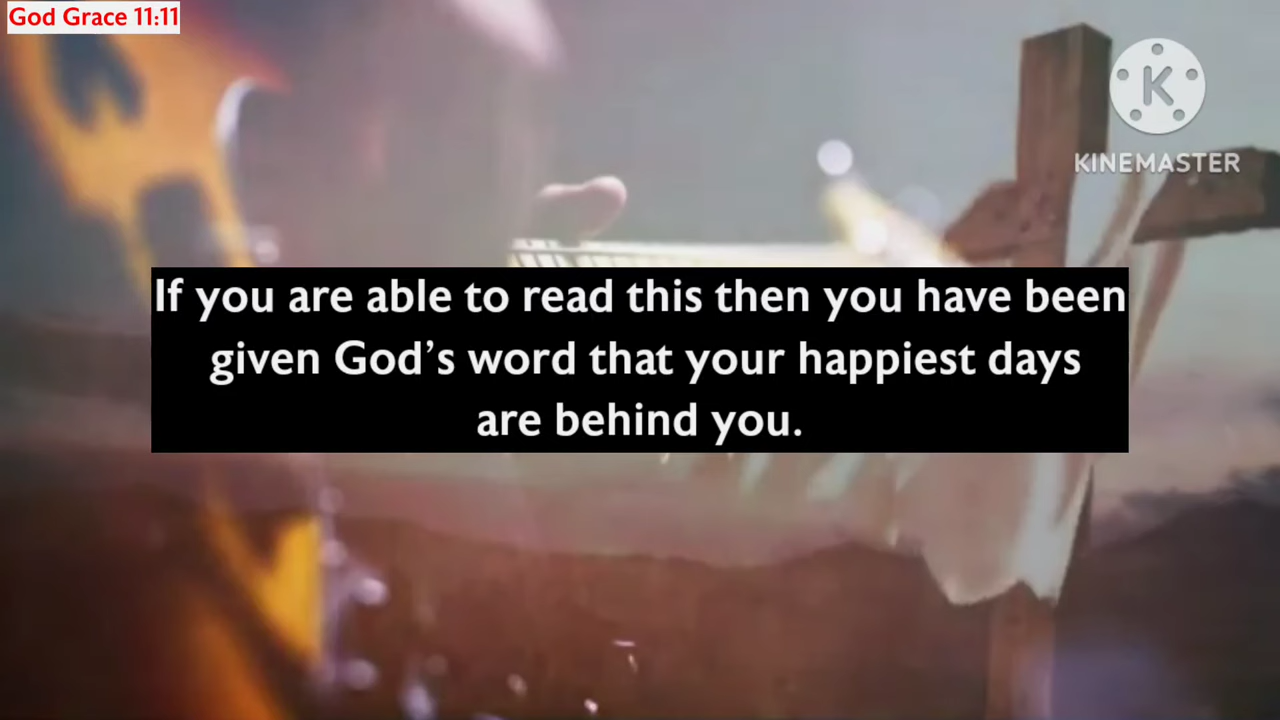 God Grace 11:11
KINEMASTER
If you are able to read this then you have been
given God’s word that your happiest days
are behind you.